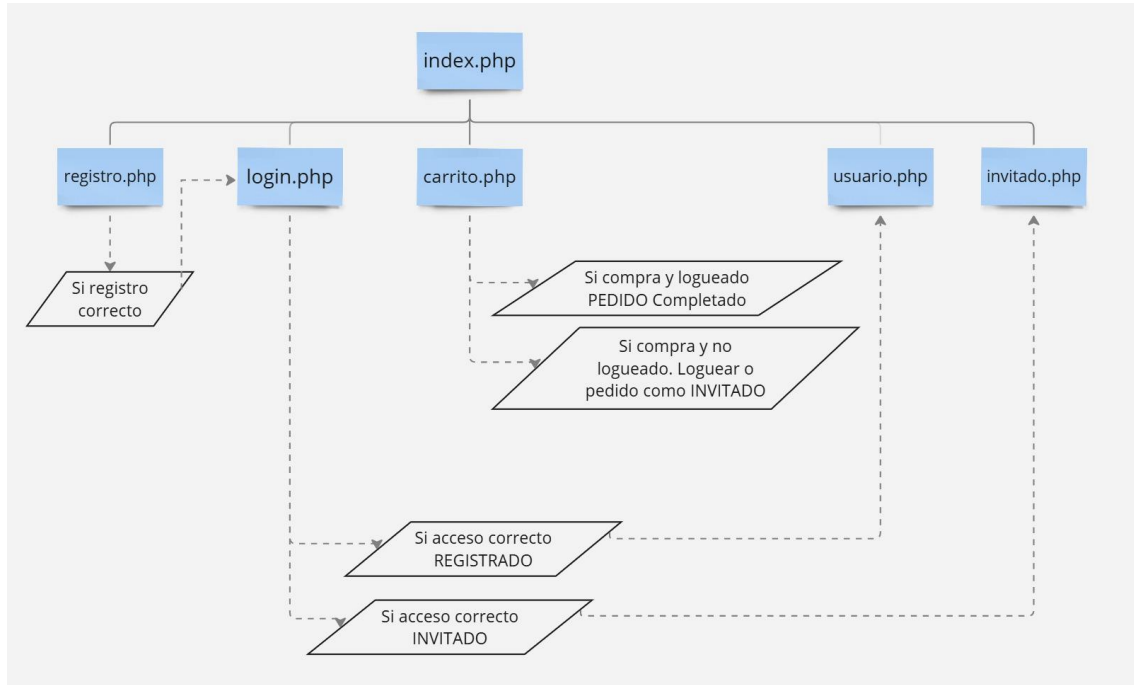 index.php
registro.php
login.php
carrito.php
usuario.php
invitado.php
Si registro
correcto
Si compra y logueado
PEDIDO Completado
Si compra y no
logueado. Loguear o
pedido como INVITADO
Si acceso correcto
REGISTRADO
Si acceso correcto
INVITADO